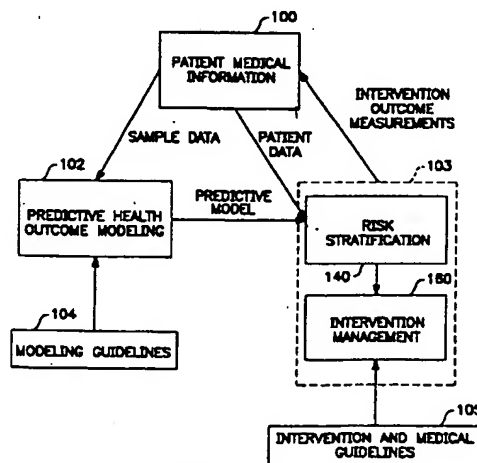 100
PATIENT MEDICAL
INFORMATION
INTERVENTION
OUTCOME
MEASUREMENTS
SAMPLE DATA
PATIENT
DATA
102
103
PREDICTIVE HEALTH
OUTCOME MODELING
PREDICTIVE
MODEL
RISK
STRATIFICATION
140
160
INTERVENTION
MANAGEMENT
104
MODELING GUIDELINES
105
INTERVENTION AND MEDICAL
GUIDELINES